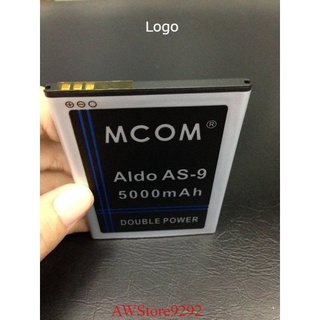 Logo
MCOM®
Aldo AS-9
5000mAh
DOUBLE POWER
AWStore9292